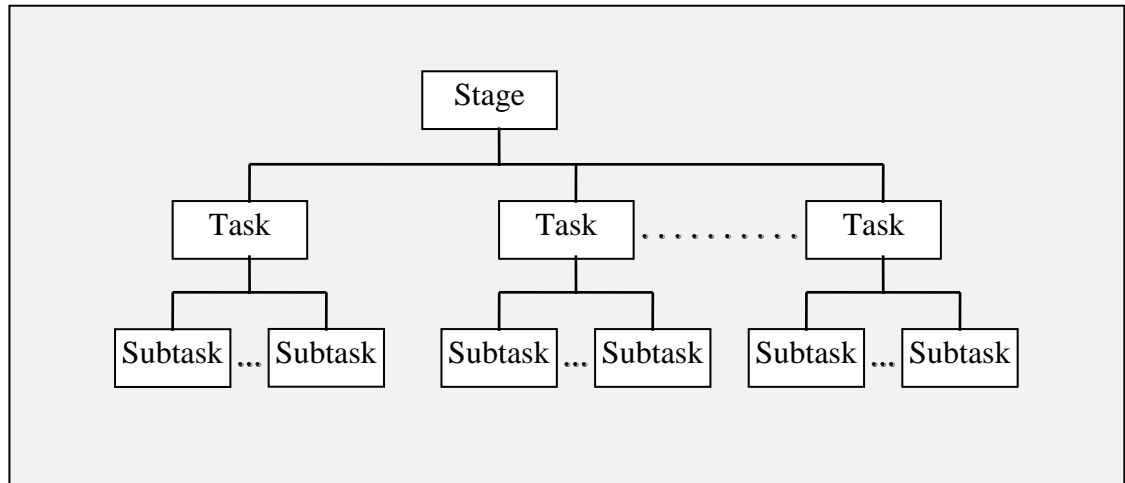 Stage
Task Task . . . . . . . . . . Task
Subtask ... Subtask Subtask ... Subtask Subtask ... Subtask